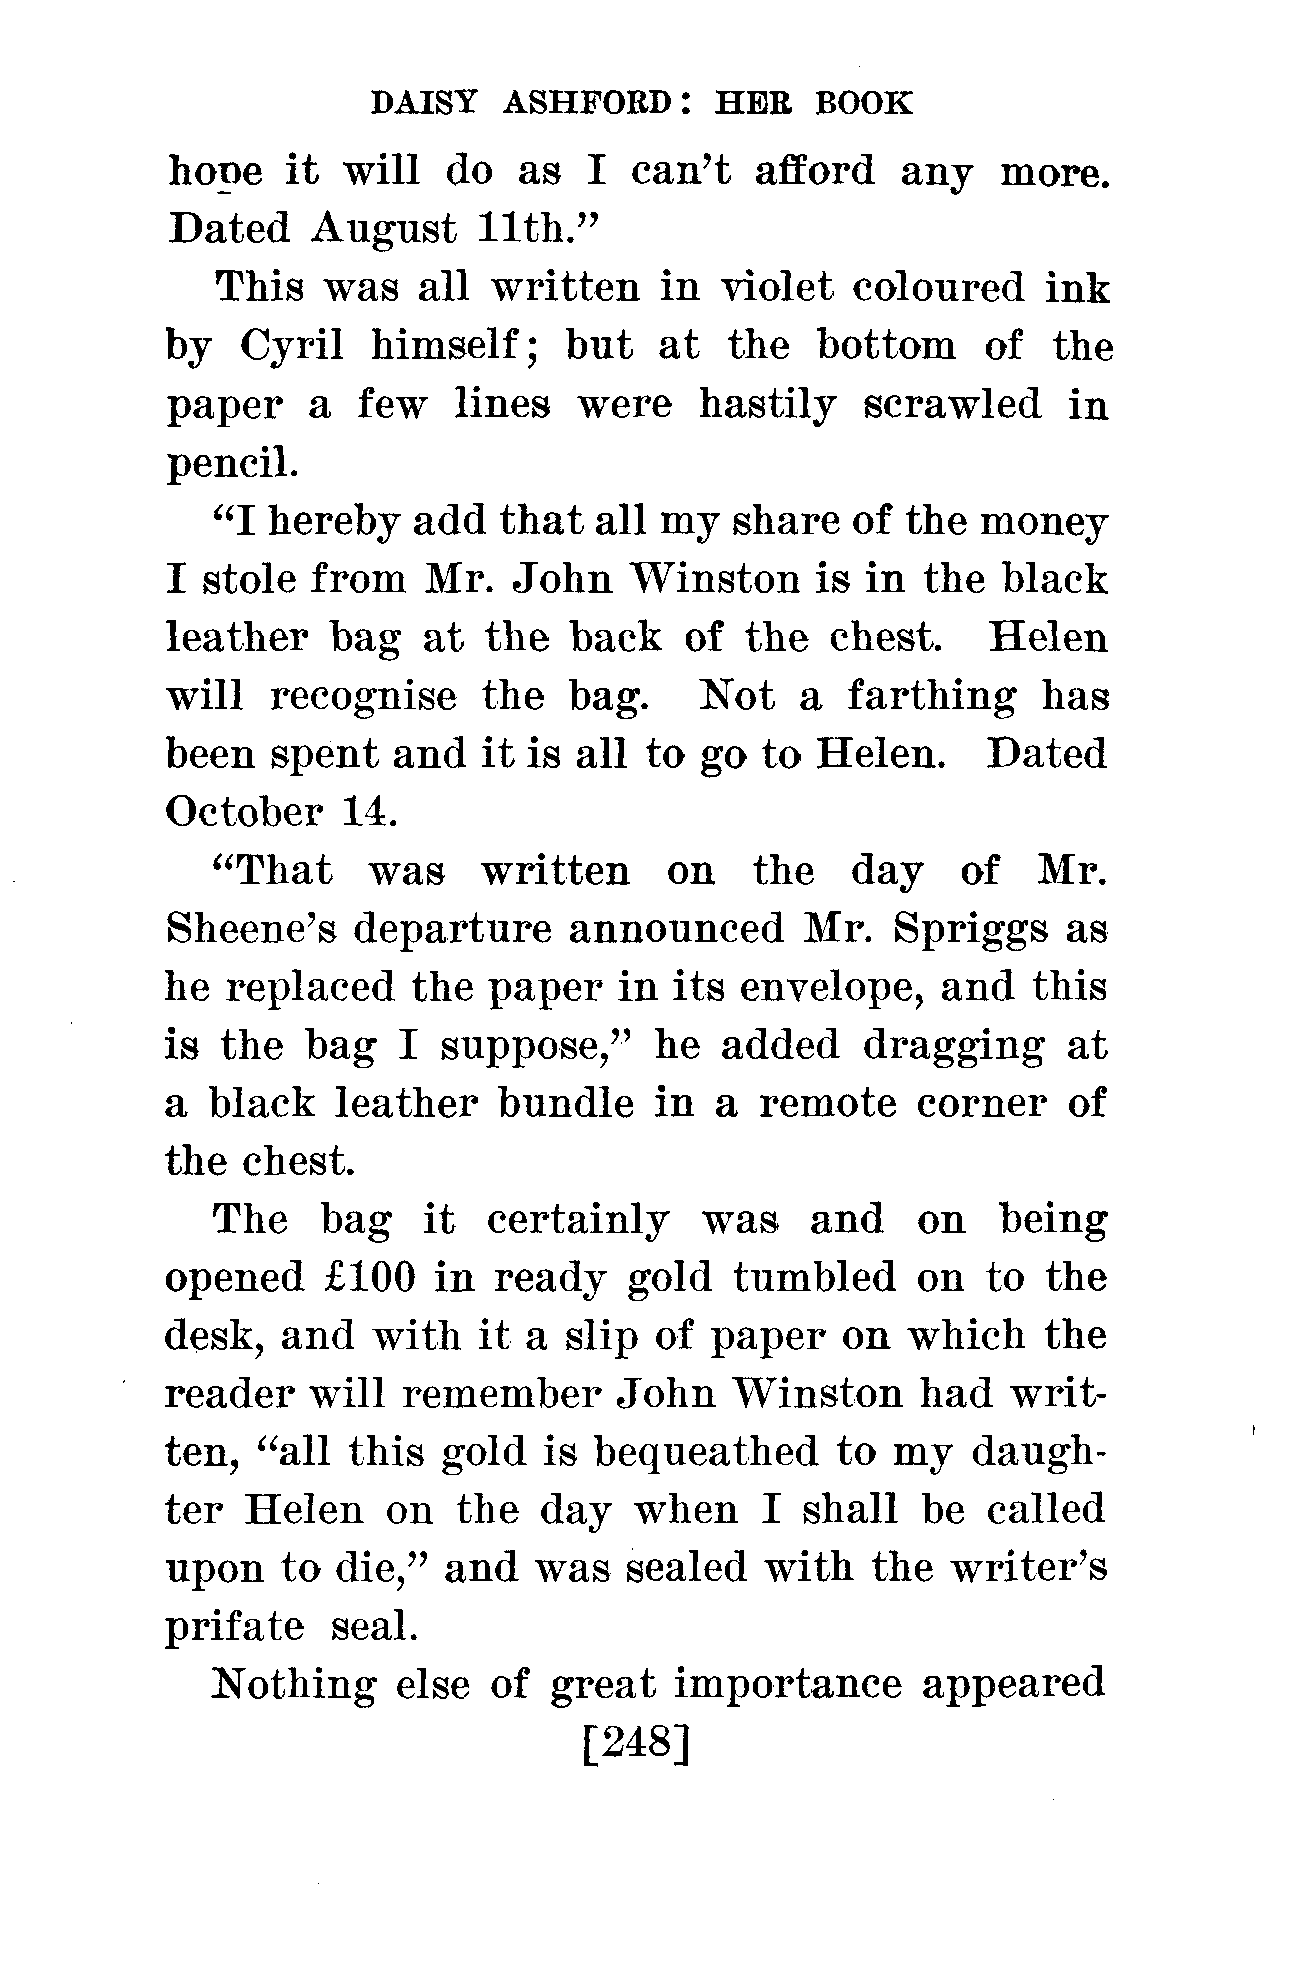 DAISY ASHFORD: HER BOOK
hope it will do as I can't afford any more.
Dated August 11th."
This was all written in violet coloured ink
by Cyril himself; but at the bottom of the
paper a few lines were hastily scrawled in
pencil.
"I hereby add that all my share of the money
I stole from Mr. John Winston is in the black
leather bag at the back of the chest. Helen
will recognise the bag. Not a farthing has
been spent and it is all to go to Helen. Dated
October 14.
"That was written on the day of Mr.
Sheene's departure announced Mr. Spriggs as
he replaced the paper in its envelope, and this
is the bag I suppose," he added dragging at
a black leather bundle in a remote corner of
the chest.
The bag it certainly was and on being
opened £100 in ready gold tumbled on to the
desk, and with it a slip of paper on which the
reader will remember John Winston had writ-
ten, "all this gold is bequeathed to my daugh-
ter Helen on the day when I shall be called
upon to die," and was sealed with the writer's
prifate seal.
Nothing else of great importance appeared
[248]